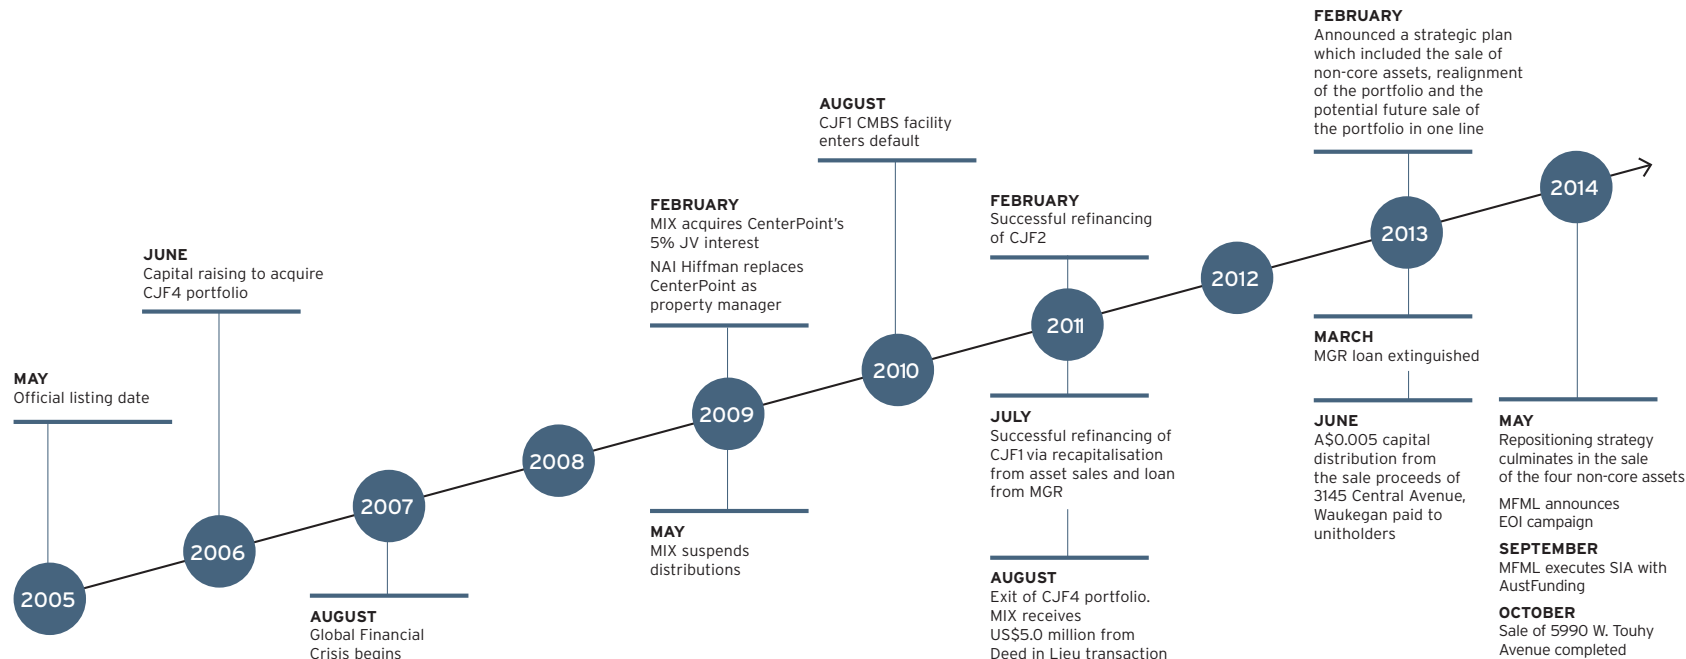 MAY
Official listing date
2005
JUNE
Capital raising to acquire
CJF4 portfolio
2006
2007
AUGUST
Global Financial
Crisis begins
2008
FEBRUARY
MIX acquires CenterPoint's
5% JV interest
NAI Hiffman replaces
CenterPoint as
property manager
2009
MAY
MIX suspends
distributions
AUGUST
CJF1 CMBS facility
enters default
2010
FEBRUARY
Successful refinancing
of CJF2
2011
JULY
Successful refinancing of
CJF1 via recapitalisation
from asset sales and loan
from MGR
AUGUST
Exit of CJF4 portfolio.
MIX receives
US$5.0 million from
Deed in Lieu transaction
2012
FEBRUARY
Announced a strategic plan
which included the sale of
non-core assets, realignment
of the portfolio and the
potential future sale of
the portfolio in one line
2013
MARCH
MGR loan extinguished
JUNE
A$0.005 capital
distribution from
the sale proceeds of
3145 Central Avenue,
Waukegan paid to
unitholders
2014
MAY
Repositioning strategy
culminates in the sale
of the four non-core assets
MFML announces
EOI campaign
SEPTEMBER
MFML executes SIA with
AustFunding
OCTOBER
Sale of 5990 W. Touhy
Avenue completed